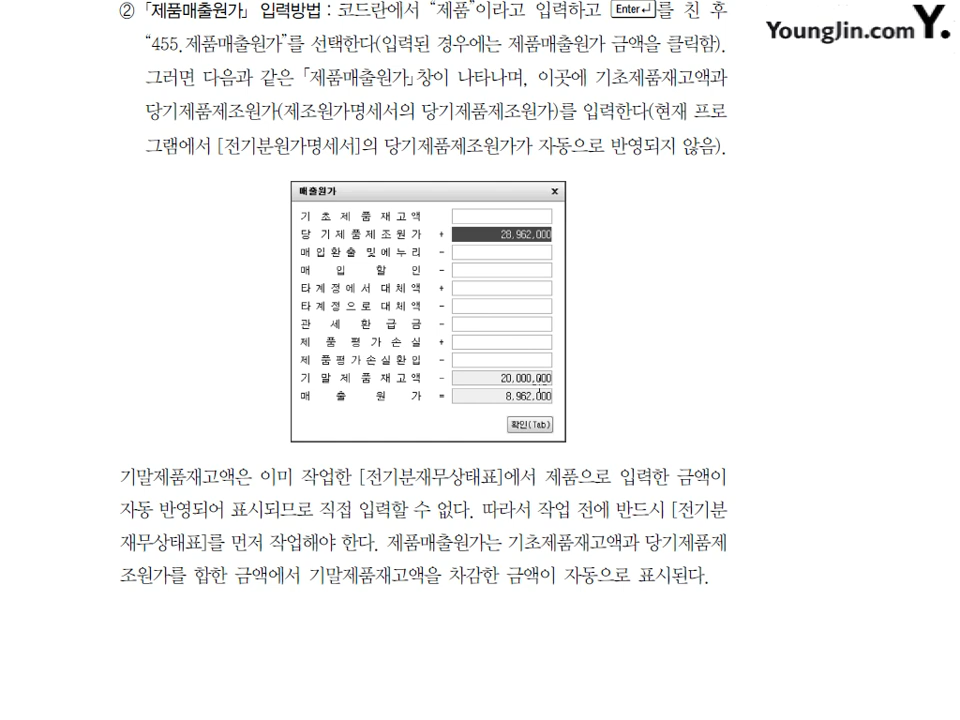 ② 「제품매출원가」 입력방법 : 코드란에서 “제품”이라고 입력하고 Enter↵를 친 후
“455.제품매출원가”를 선택한다(입력된 경우에는 제품매출원가 금액을 클릭함).
그러면 다음과 같은 「제품매출원가」창이 나타나며, 이곳에 기초제품재고액과
당기제품제조원가(제조원가명세서의 당기제품제조원가)를 입력한다(현재 프로
그램에서 [전기분원가명세서]의 당기제품제조원가가 자동으로 반영되지 않음).
Younglin.com Y.
매출원가 x
기 초 제 품 재 고 액
당 기 제 품 제 조 원 가 + 28,962,000
매 입 환 출 및 에 누 리 -
매 입 할 인 -
타 계 정 에 서 대 체 액 +
타 계 정 으 로 대 체 액 -
관 세 환 급 금 -
제 품 평 가 손 실 +
제 품 평 가 손 실 환 입 -
기 말 제 품 재 고 액 - 20,000,000
매 출 원 가 = 8,962,000
확인(Tab)
기말제품재고액은 이미 작업한 [전기분재무상태표]에서 제품으로 입력한 금액이
자동 반영되어 표시되므로 직접 입력할 수 없다. 따라서 작업 전에 반드시 [전기분
재무상태표]를 먼저 작업해야 한다. 제품매출원가는 기초제품재고액과 당기제품제
조원가를 합한 금액에서 기말제품재고액을 차감한 금액이 자동으로 표시된다.